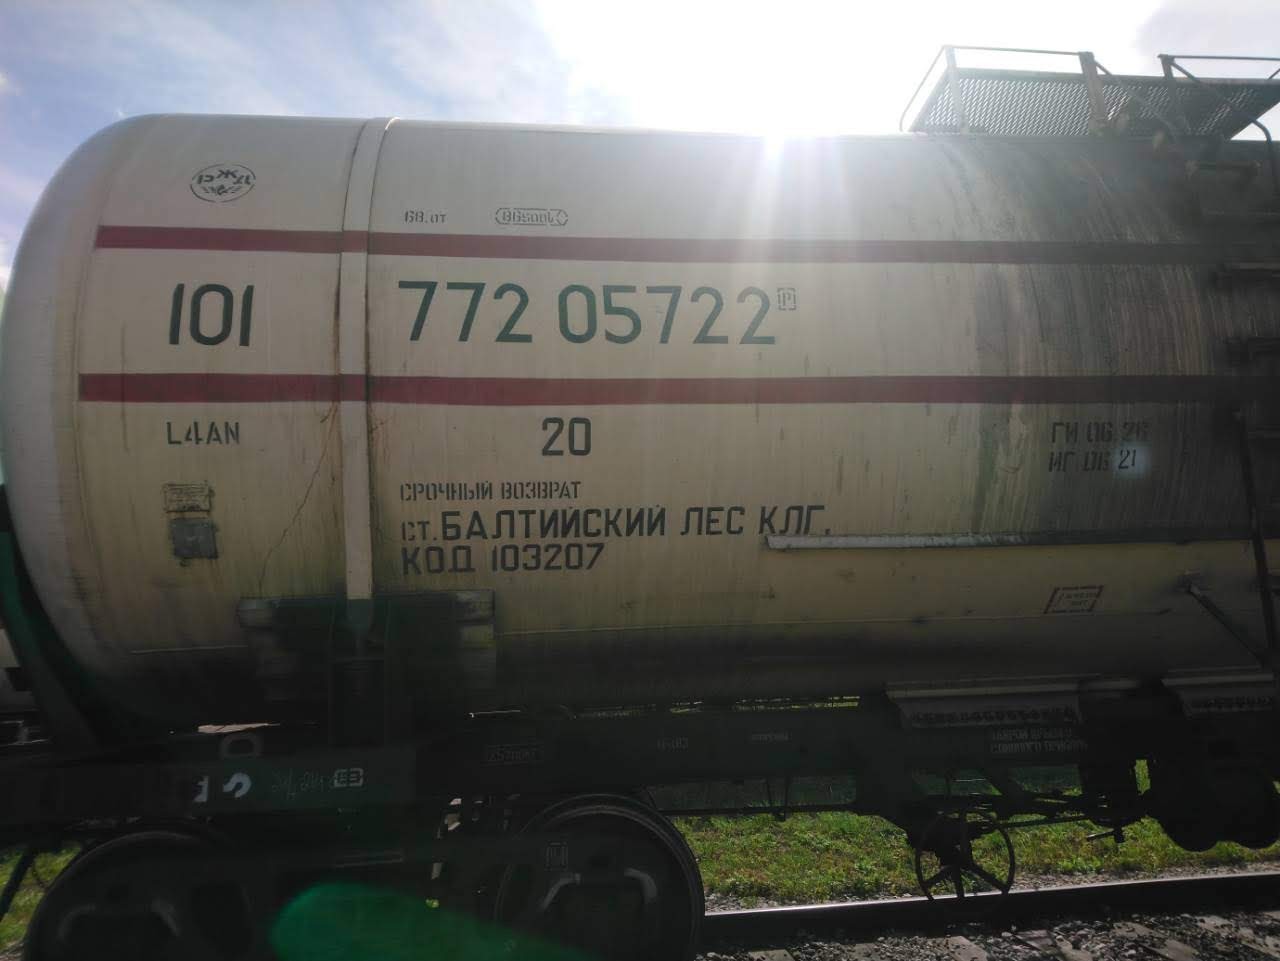 РЖД
68.0т
101
772 05722 Р
L4AN
20
ГИ 06.26
ИГ 06 21
СРОЧНЫЙ ВОЗВРАТ
СТ.БАЛТИЙСКИЙ ЛЕС КЛГ.
КОД 103207